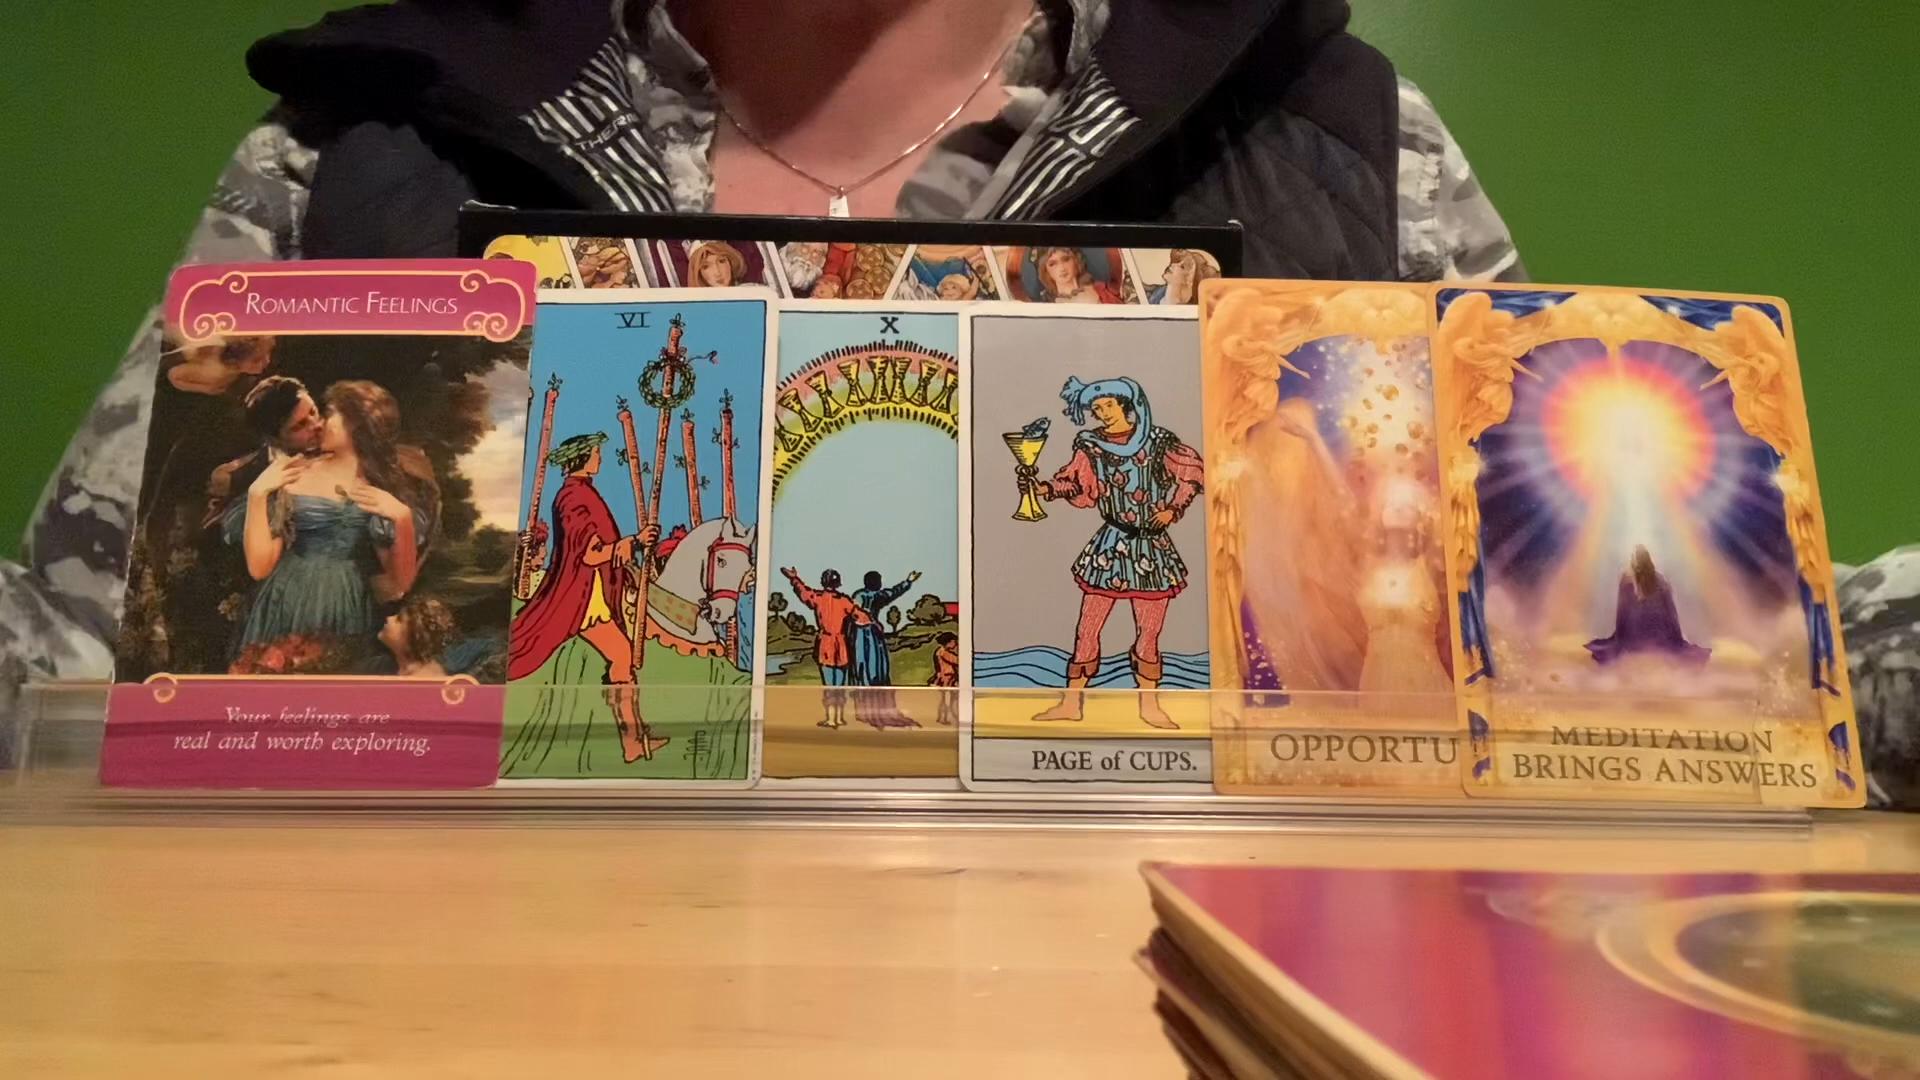 ROMANTIC FEELINGS
Your feelings are
real and worth exploring.
VI
X
PAGE of CUPS.
OPPORTU
MEDITATION
BRINGS ANSWERS